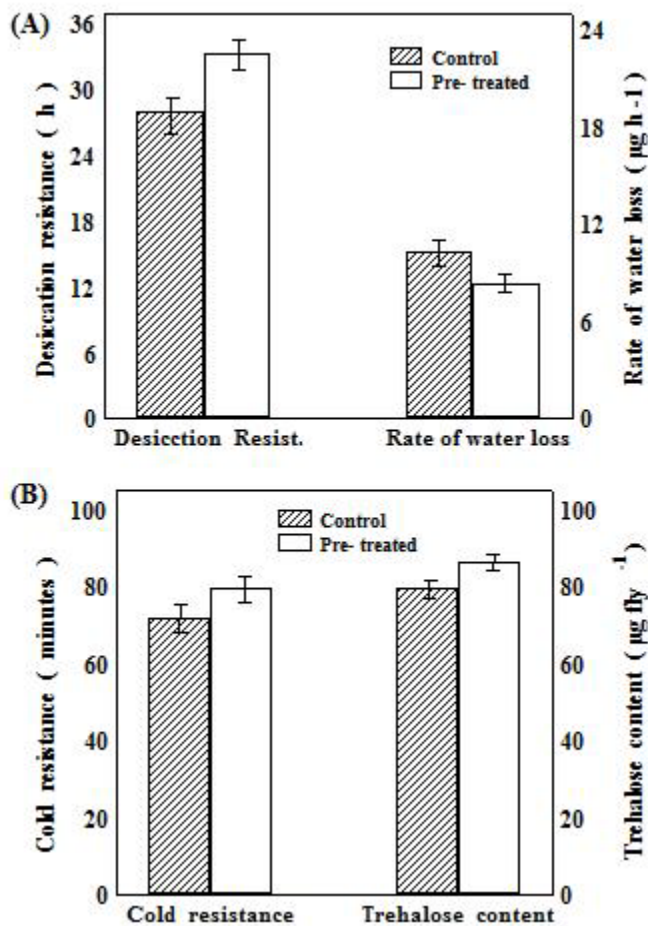 (A)
36
30
24
18
12
6
0
Desiccation resistance ( h )
Control
Pre- treated
24
18
12
6
0
Rate of water loss ( µg h -1 )
Desicction Resist.
Rate of water loss
(B)
100
80
60
40
20
0
Cold resistance ( minutes )
Control
Pre- treated
100
80
60
40
20
0
Trehalose content ( µg fly -1 )
Cold resistance
Trehalose content